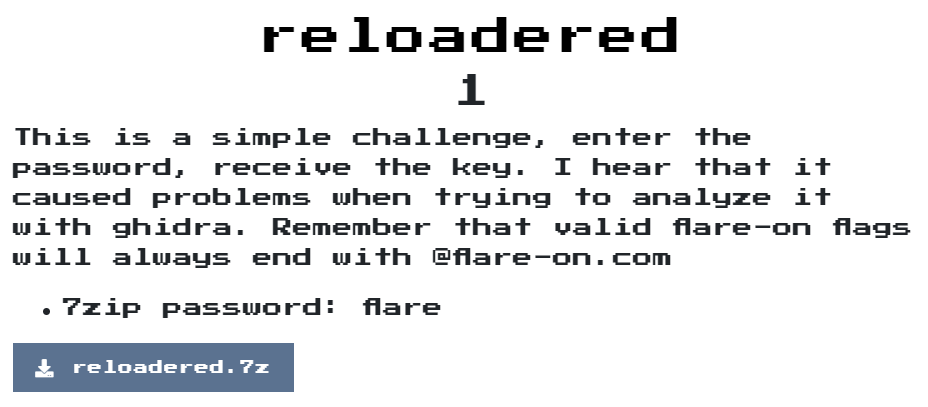 reloadered
1
This is a simple challenge, enter the
password, receive the key. I hear that it
caused problems when trying to analyze it
with ghidra. Remember that valid flare-on flags
will always end with @flare-on.com
• 7zip password: flare
reloadered.7z